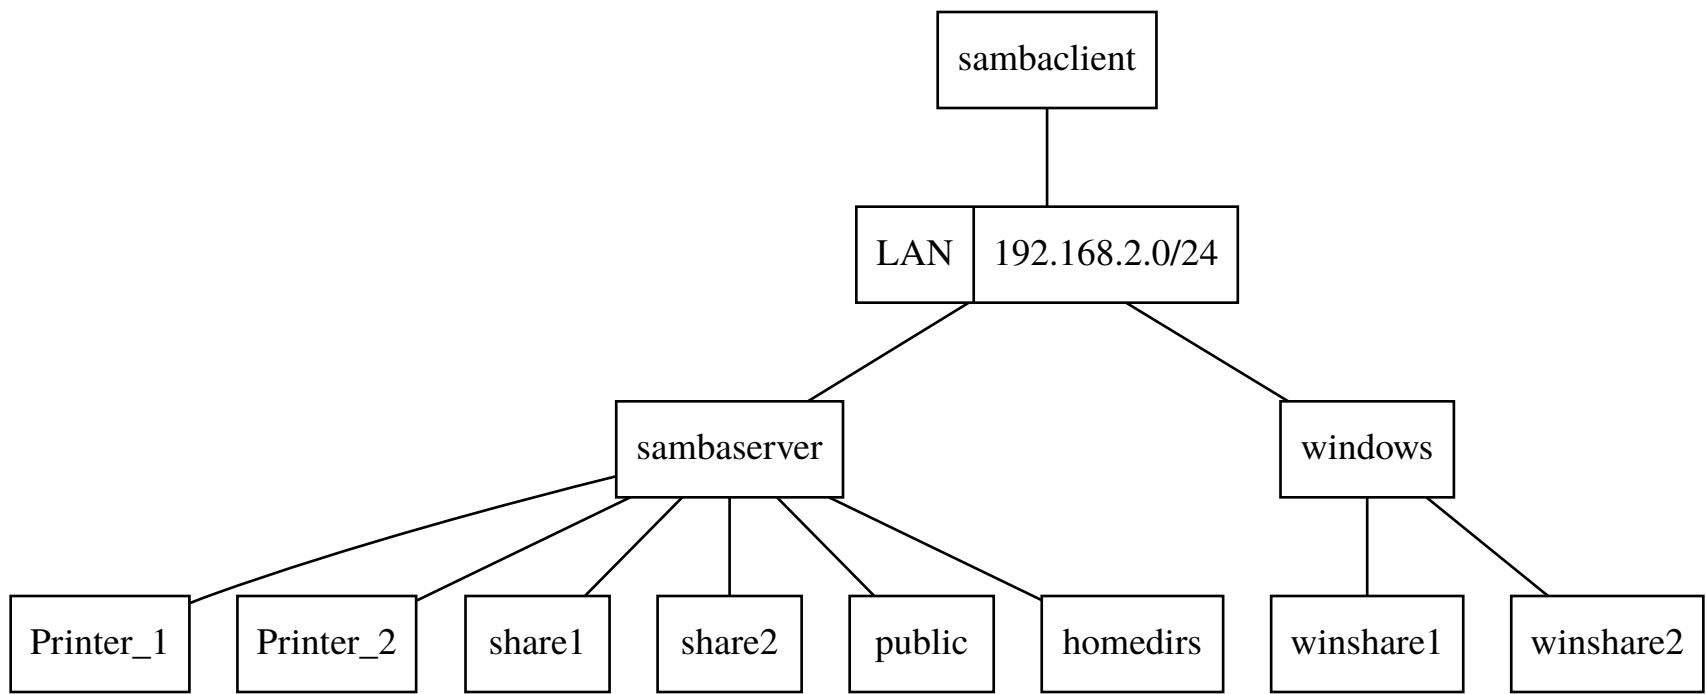 sambaclient
LAN 192.168.2.0/24
sambaserver windows
Printer_1 Printer_2 share1 share2 public homedirs winshare1 winshare2